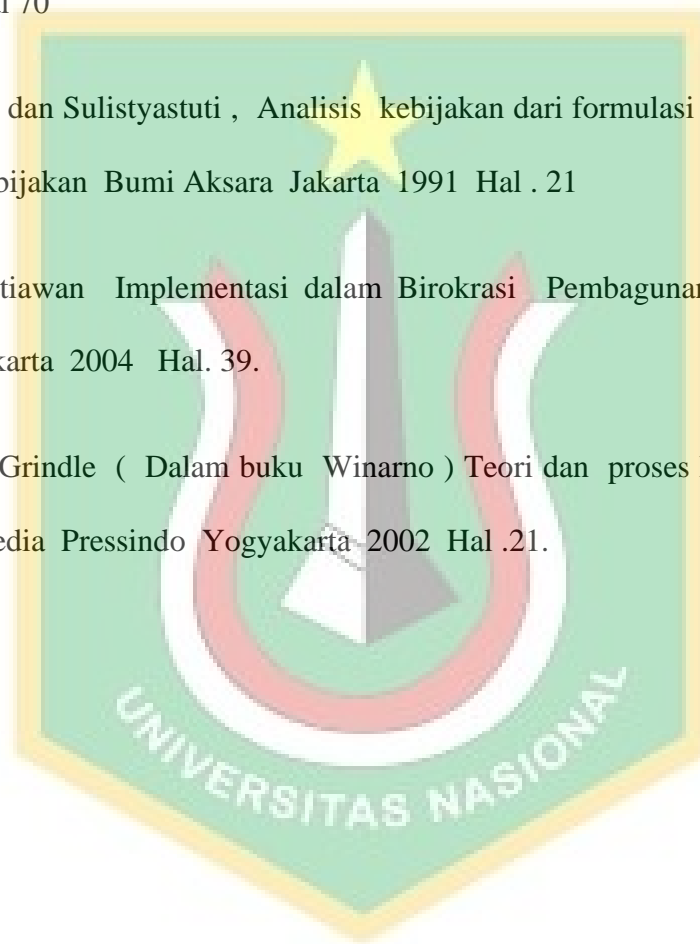 70
dan Sulistyastuti , Analisis kebijakan dari formulasi
bijakan Bumi Aksara Jakarta 1991 Hal . 21
tiawan Implementasi dalam Birokrasi Pembagunan
karta 2004 Hal. 39.
Grindle ( Dalam buku Winarno ) Teori dan proses
edia Pressindo Yogyakarta 2002 Hal .21.
UNIVERSITAS NASIONAL